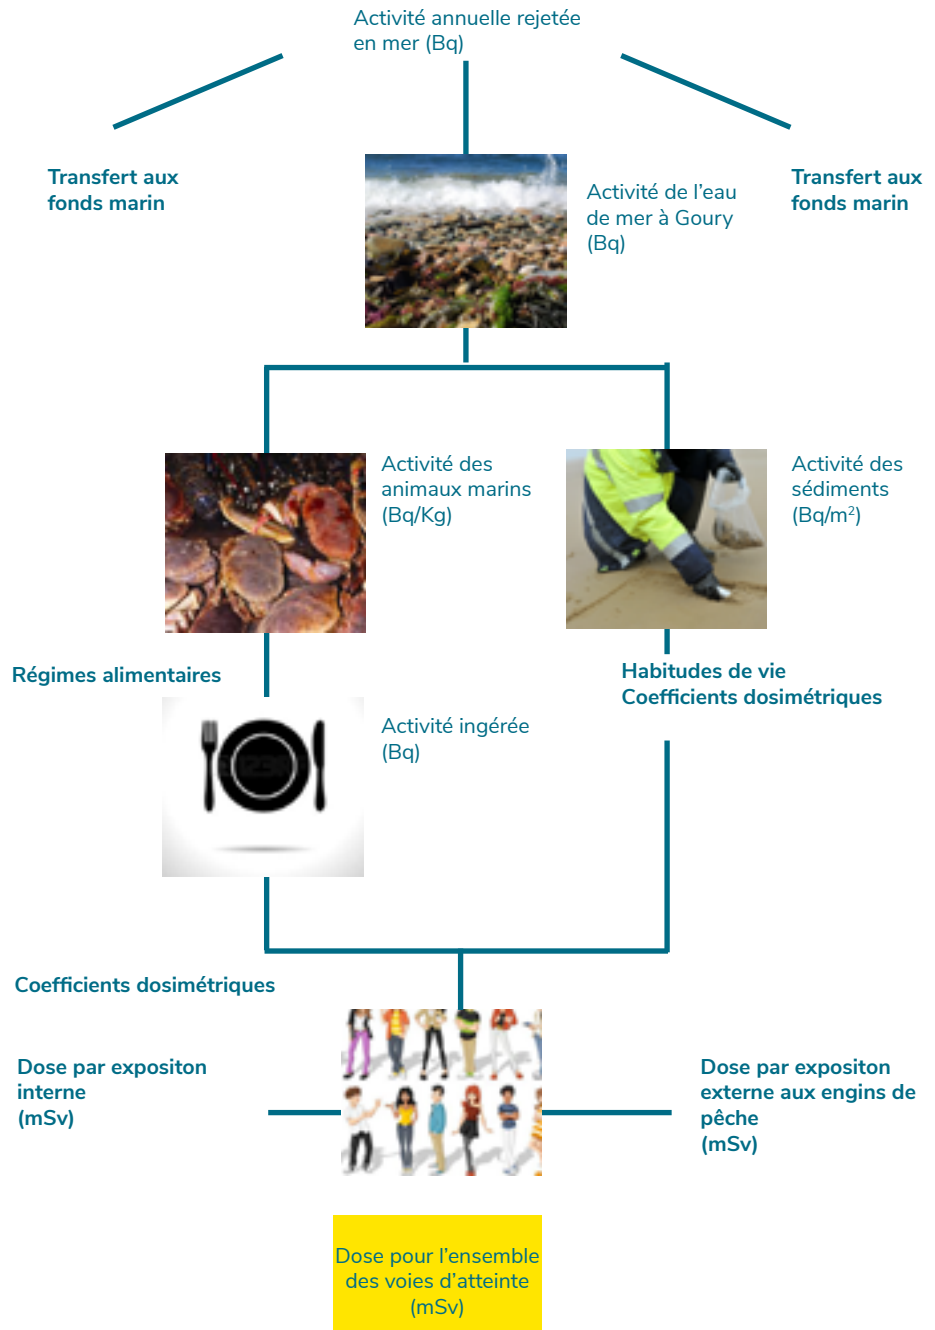 Activité annuelle rejetée
en mer (Bq)
Transfert aux
fonds marin
Activité de l'eau
de mer à Goury
(Bq)
Transfert aux
fonds marin
Activité des
animaux marins
(Bq/Kg)
Activité des
sédiments
(Bq/m²)
Régimes alimentaires
Habitudes de vie
Coefficients dosimétriques
Activité ingérée
(Bq)
Coefficients dosimétriques
Dose par expositon
interne
(mSv)
Dose par expositon
externe aux engins de
pêche
(mSv)
Dose pour l'ensemble
des voies d'atteinte
(mSv)